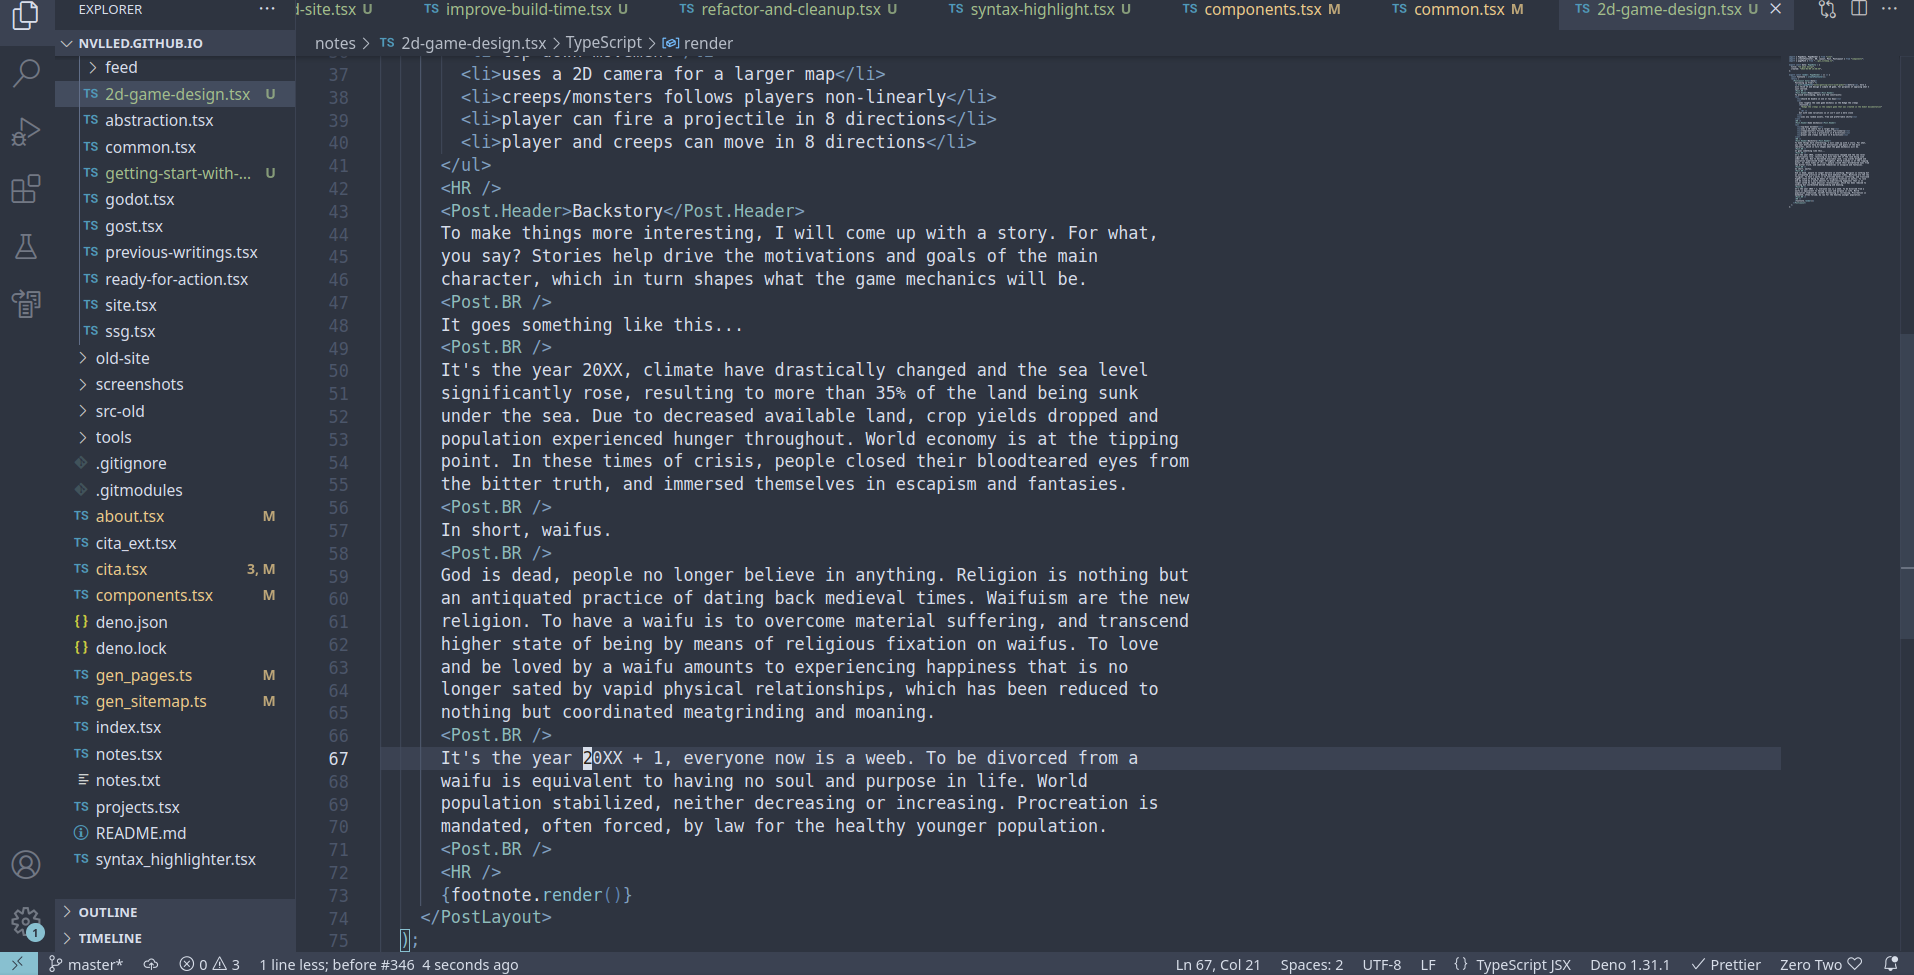 EXPLORER ···
d-site.tsx U TS improve-build-time.tsx U TS refactor-and-cleanup.tsx U TS syntax-highlight.tsx U TS components.tsx M TS common.tsx M TS 2d-game-design.tsx U
NVLLED.GITHUB.IO
notes > TS 2d-game-design.tsx > TypeScript > render
feed
TS 2d-game-design.tsx U
TS abstraction.tsx
TS common.tsx
TS getting-start-with-... U
TS godot.tsx
TS gost.tsx
TS previous-writings.tsx
TS ready-for-action.tsx
TS site.tsx
TS ssg.tsx
old-site
screenshots
src-old
tools
.gitignore
.gitmodules
TS about.tsx M
TS cita_ext.tsx
TS cita.tsx 3, M
TS components.tsx M
{} deno.json
{} deno.lock
TS gen_pages.ts M
TS gen_sitemap.ts M
TS index.tsx
TS notes.tsx
notes.txt
TS projects.tsx
README.md
TS syntax_highlighter.tsx
OUTLINE
TIMELINE
37 <li>uses a 2D camera for a larger map</li>
38 <li>creeps/monsters follows players non-linearly</li>
39 <li>player can fire a projectile in 8 directions</li>
40 <li>player and creeps can move in 8 directions</li>
41 </ul>
42 <HR />
43 <Post.Header>Backstory</Post.Header>
44 To make things more interesting, I will come up with a story. For what,
45 you say? Stories help drive the motivations and goals of the main
46 character, which in turn shapes what the game mechanics will be.
47 <Post.BR />
48 It goes something like this...
49 <Post.BR />
50 It's the year 20XX, climate have drastically changed and the sea level
51 significantly rose, resulting to more than 35% of the land being sunk
52 under the sea. Due to decreased available land, crop yields dropped and
53 population experienced hunger throughout. World economy is at the tipping
54 point. In these times of crisis, people closed their bloodteared eyes from
55 the bitter truth, and immersed themselves in escapism and fantasies.
56 <Post.BR />
57 In short, waifus.
58 <Post.BR />
59 God is dead, people no longer believe in anything. Religion is nothing but
60 an antiquated practice of dating back medieval times. Waifuism are the new
61 religion. To have a waifu is to overcome material suffering, and transcend
62 higher state of being by means of religious fixation on waifus. To love
63 and be loved by a waifu amounts to experiencing happiness that is no
64 longer sated by vapid physical relationships, which has been reduced to
65 nothing but coordinated meatgrinding and moaning.
66 <Post.BR />
67 It's the year 20XX + 1, everyone now is a weeb. To be divorced from a
68 waifu is equivalent to having no soul and purpose in life. World
69 population stabilized, neither decreasing or increasing. Procreation is
70 mandated, often forced, by law for the healthy younger population.
71 <Post.BR />
72 <HR />
73 {footnote.render()}
74 </PostLayout>
75 );
1
master* 0 3 1 line less; before #346 4 seconds ago Ln 67, Col 21 Spaces: 2 UTF-8 LF {} TypeScript JSX Deno 1.31.1 Prettier Zero Two